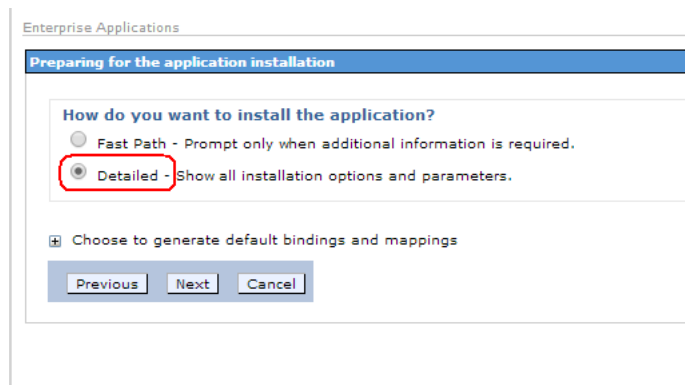 Enterprise Applications
Preparing for the application installation
How do you want to install the application?
Fast Path - Prompt only when additional information is required.
Detailed - Show all installation options and parameters.
Choose to generate default bindings and mappings
Previous Next Cancel